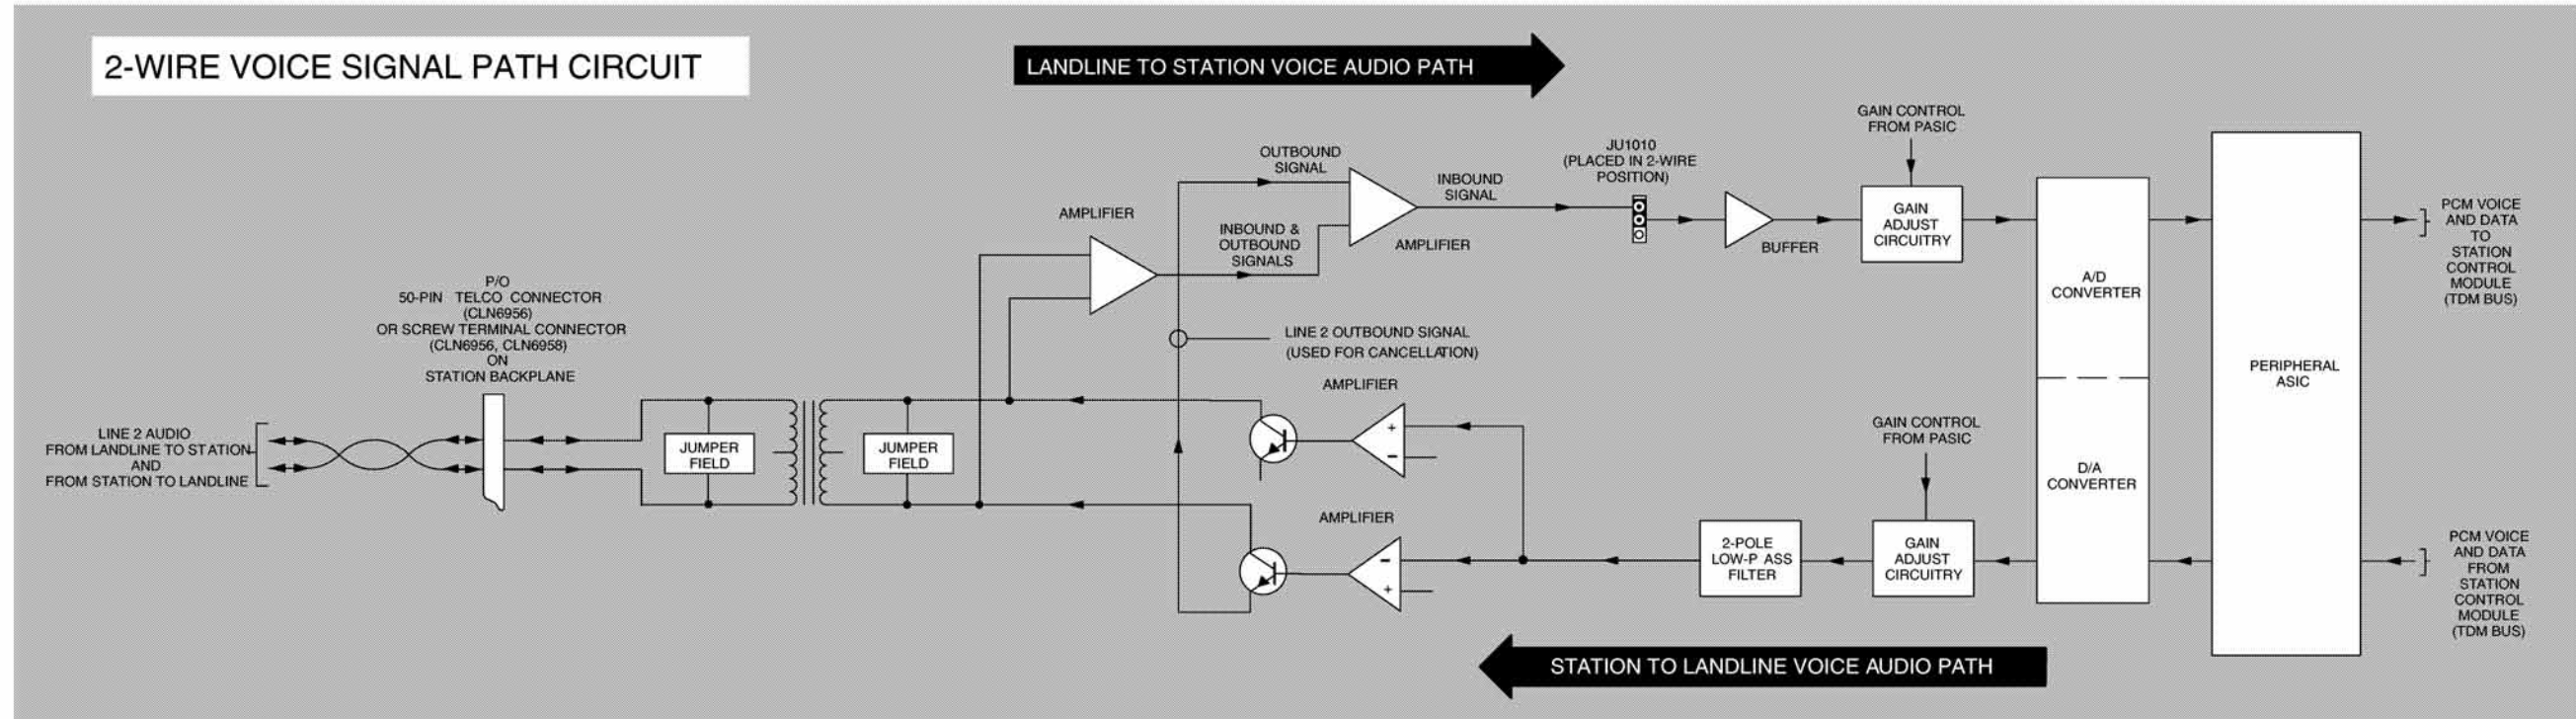 2-WIRE VOICE SIGNAL PATH CIRCUIT
LANDLINE TO STATION VOICE AUDIO PATH
P/O
50-PIN TELCO CONNECTOR
(CLN6956)
OR SCREW TERMINAL CONNECTOR
(CLN6956, CLN6958)
ON
STATION BACKPLANE
LINE 2 AUDIO
FROM LANDLINE TO STATION
AND
FROM STATION TO LANDLINE
JUMPER
FIELD
JUMPER
FIELD
AMPLIFIER
OUTBOUND
SIGNAL
INBOUND &
OUTBOUND
SIGNALS
AMPLIFIER
INBOUND
SIGNAL
LINE 2 OUTBOUND SIGNAL
(USED FOR CANCELLATION)
JU1010
(PLACED IN 2-WIRE
POSITION)
BUFFER
GAIN CONTROL
FROM PASIC
GAIN
ADJUST
CIRCUITRY
A/D
CONVERTER
D/A
CONVERTER
PERIPHERAL
ASIC
PCM VOICE
AND DATA
TO
STATION
CONTROL
MODULE
(TDM BUS)
AMPLIFIER
+
-
AMPLIFIER
-
+
2-POLE
LOW-P ASS
FILTER
GAIN CONTROL
FROM PASIC
GAIN
ADJUST
CIRCUITRY
PCM VOICE
AND DATA
FROM
STATION
CONTROL
MODULE
(TDM BUS)
STATION TO LANDLINE VOICE AUDIO PATH